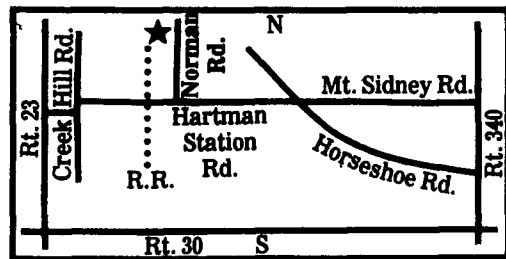 N
Rt. 23
Creek Hill Rd.
Norman
Rd.
Mt. Sidney Rd.
Hartman
Station
Rd.
R.R.
Horseshoe Rd.
Rt. 340
Rt. 30
S